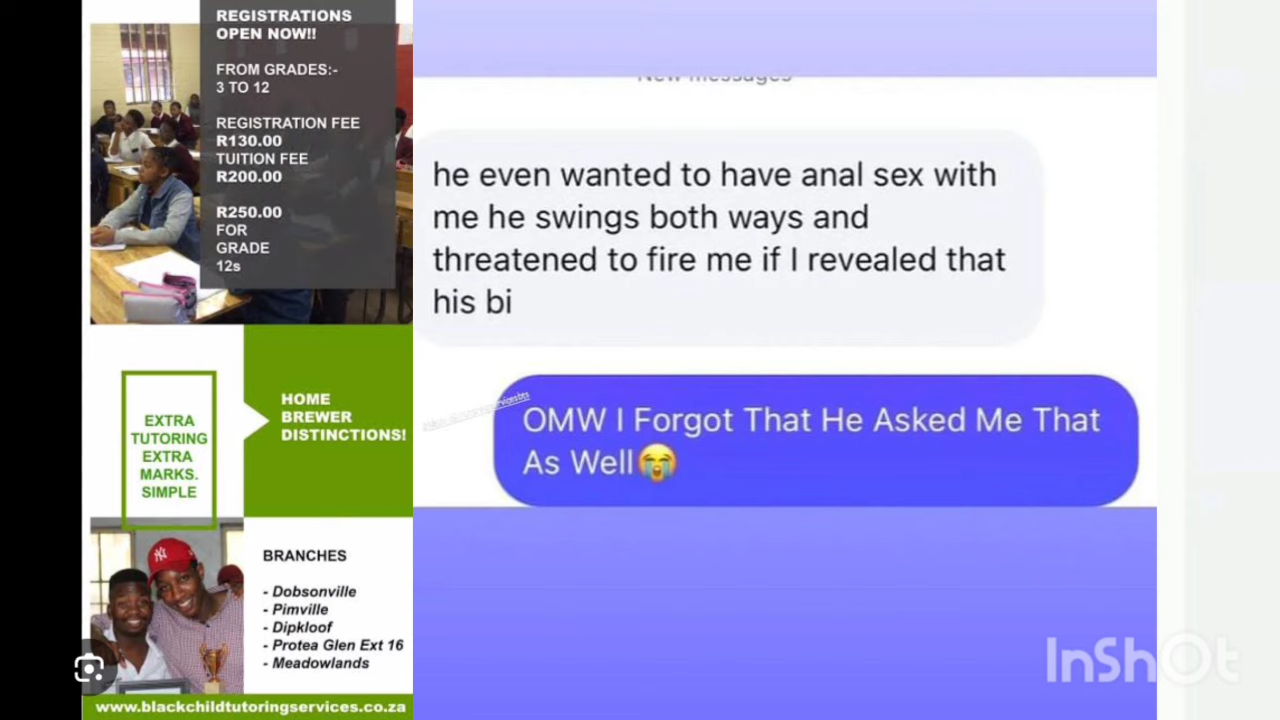 REGISTRATIONS
OPEN NOW!!
FROM GRADES:-
3 TO 12
REGISTRATION FEE
R130.00
TUITION FEE
R200.00
R250.00
FOR
GRADE
12s
EXTRA
TUTORING
EXTRA
MARKS.
SIMPLE
HOME
BREWER
DISTINCTIONS!
BRANCHES
- Dobsonville
- Pimville
- Dipkloof
- Protea Glen Ext 16
- Meadowlands
www.blackchildtutoringservices.co.za
New messages
he even wanted to have anal sex with
me he swings both ways and
threatened to fire me if I revealed that
his bi
OMW I Forgot That He Asked Me That
As Well😭
InShOt